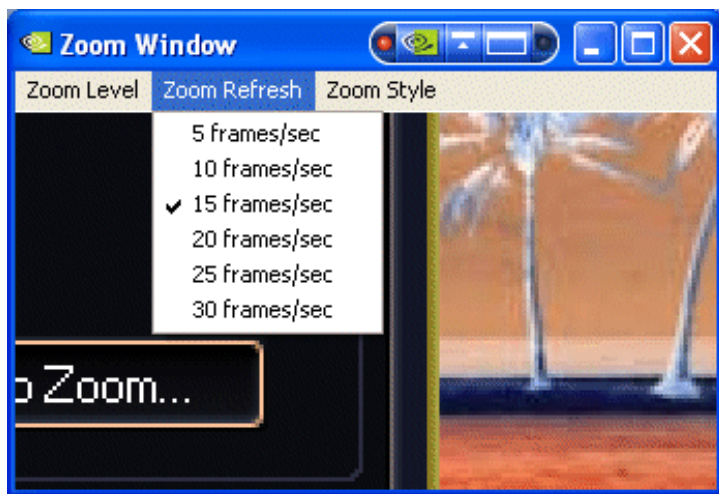 Zoom Window
Zoom Level Zoom Refresh Zoom Style
5 frames/sec
10 frames/sec
15 frames/sec
20 frames/sec
25 frames/sec
30 frames/sec
Zoom...